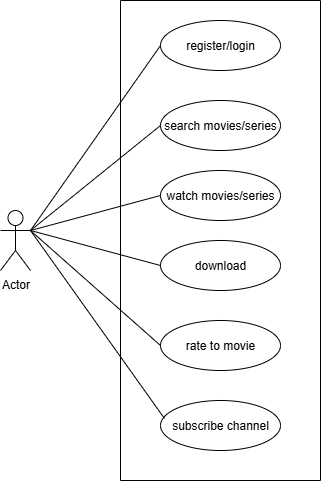 register/login
search movies/series
watch movies/series
download
Actor
rate to movie
subscribe channel